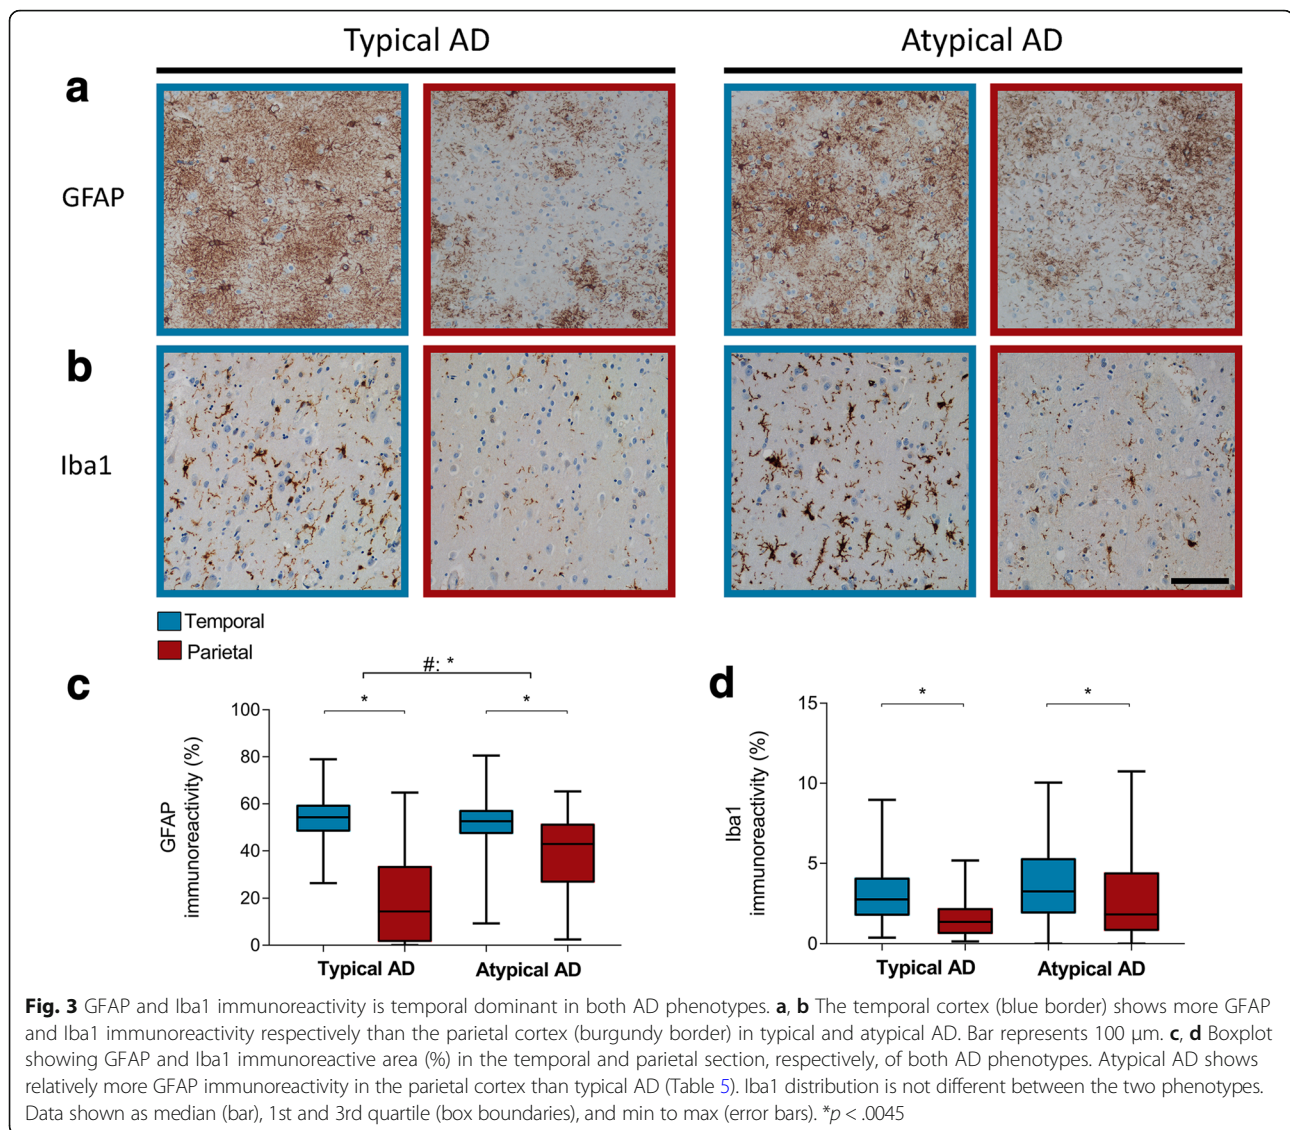 Typical AD
Atypical AD
a
GFAP
b
Iba1
Temporal
Parietal
c
#: *
*
*
100
80
60
40
20
0
GFAP
immunoreactivity (%)
Typical AD
Atypical AD
d
*
*
15
10
5
0
Iba1
immunoreactivity (%)
Typical AD
Atypical AD
Fig. 3 GFAP and Iba1 immunoreactivity is temporal dominant in both AD phenotypes. a, b The temporal cortex (blue border) shows more GFAP
and Iba1 immunoreactivity respectively than the parietal cortex (burgundy border) in typical and atypical AD. Bar represents 100 μm. c, d Boxplot
showing GFAP and Iba1 immunoreactive area (%) in the temporal and parietal section, respectively, of both AD phenotypes. Atypical AD shows
relatively more GFAP immunoreactivity in the parietal cortex than typical AD (Table 5). Iba1 distribution is not different between the two phenotypes.
Data shown as median (bar), 1st and 3rd quartile (box boundaries), and min to max (error bars). *p < .0045